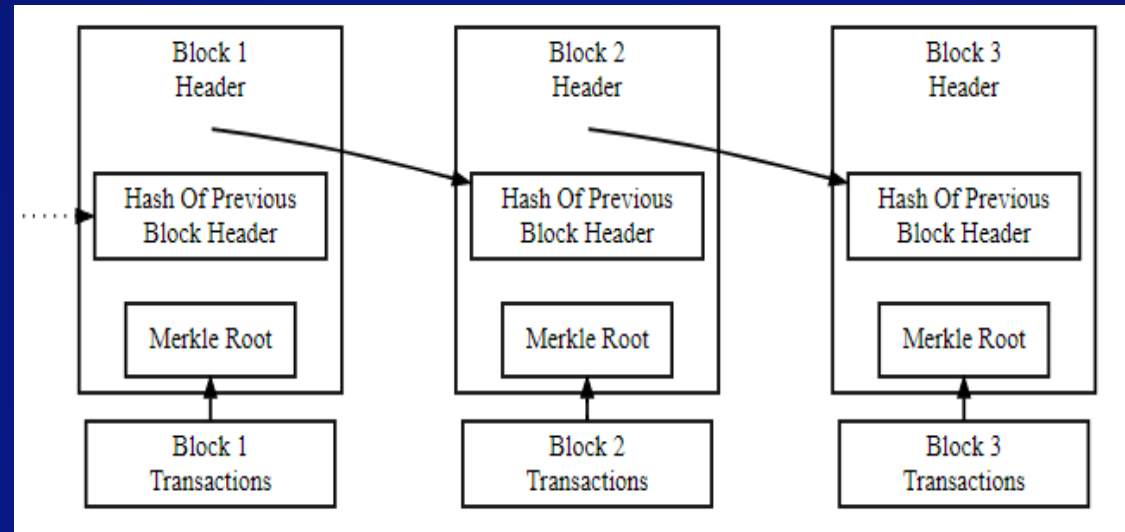 Block 1
Header
Hash Of Previous
Block Header
Merkle Root
Block 1
Transactions
Block 2
Header
Hash Of Previous
Block Header
Merkle Root
Block 2
Transactions
Block 3
Header
Hash Of Previous
Block Header
Merkle Root
Block 3
Transactions